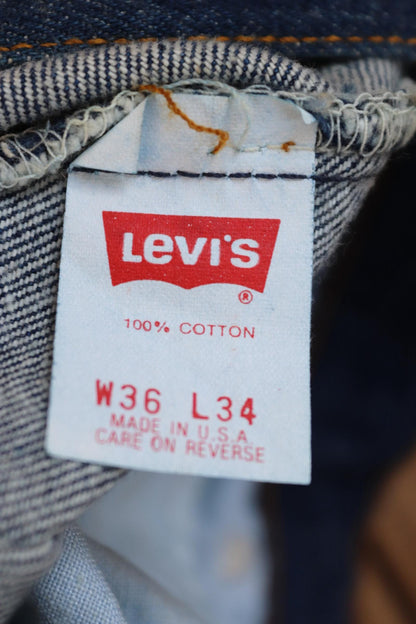 LEVI'S
®
100% COTTON
W36 L34
MADE IN U.S.A.
CARE ON REVERSE